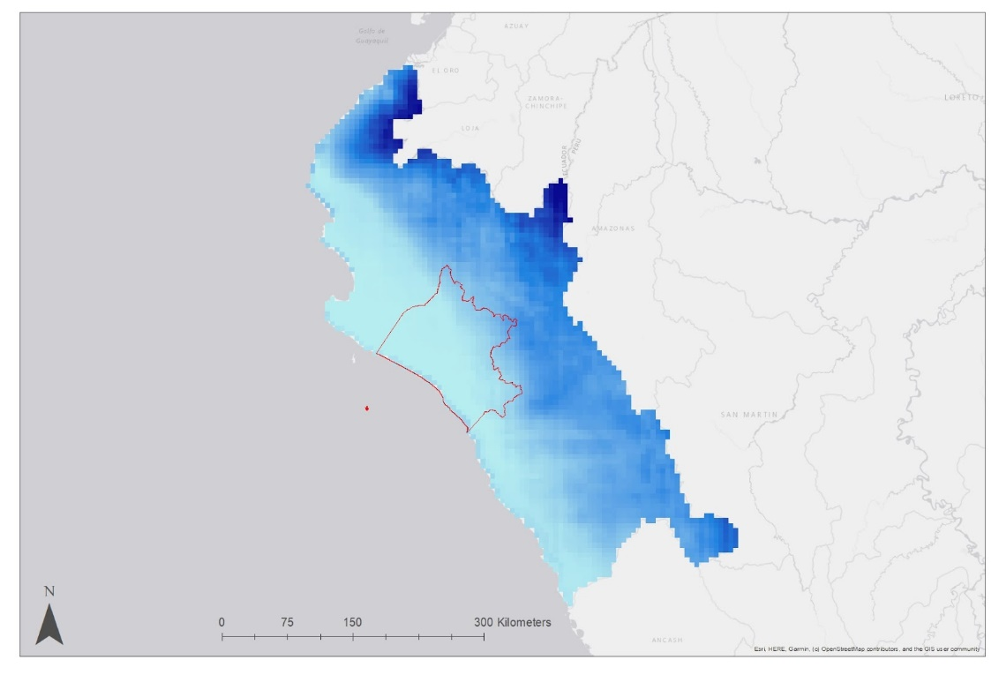 Golfo de
Guayaquil
AZUAY
EL ORO
ZAMORA-
CHINCHIPE
LORETO
LOJA
ECUADOR
PERU
AMAZONAS
SAN MARTIN
N
0 75 150 300 Kilometers
ANCASH
Esri, HERE, Garmin, (c) OpenStreetMap contributors, and the GIS user community